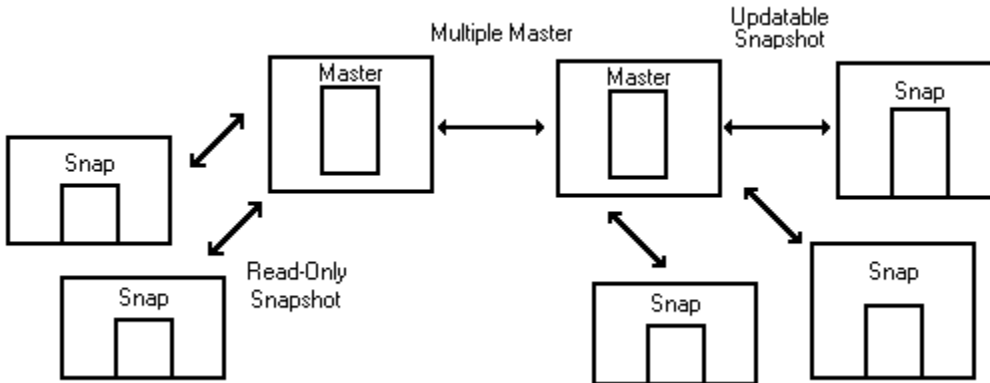 Multiple Master
Updatable
Snapshot
Master
Master
Snap
Snap
Read-Only
Snapshot
Snap
Snap
Snap